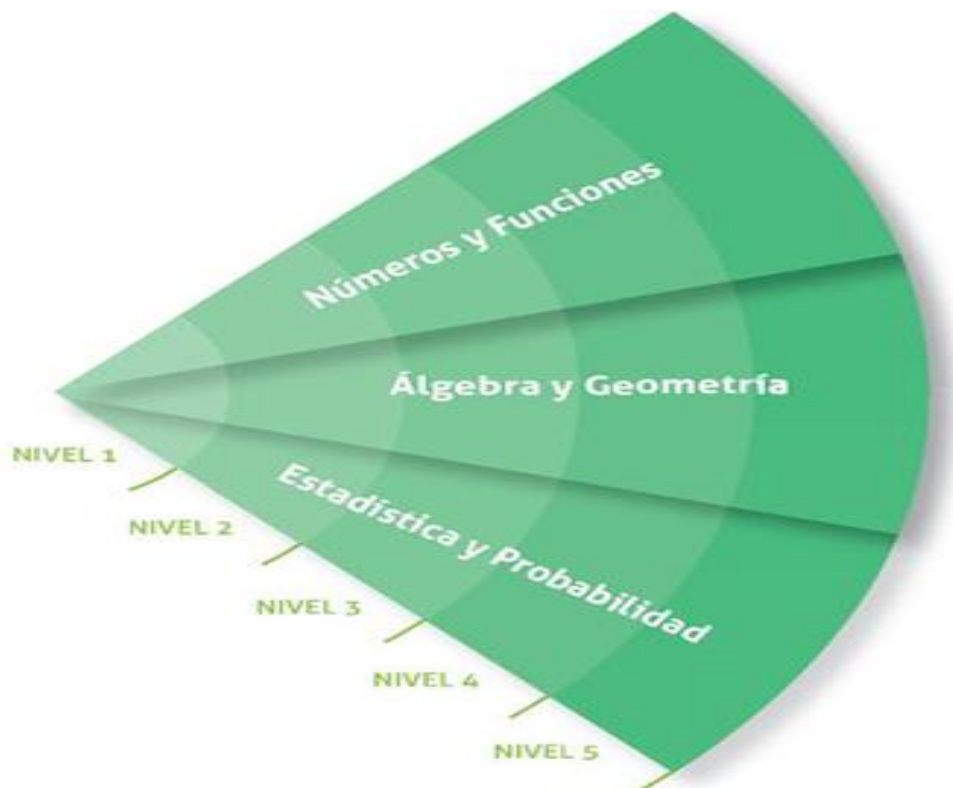 Números y Funciones
Álgebra y Geometría
Estadística y Probabilidad
NIVEL 1
NIVEL 2
NIVEL 3
NIVEL 4
NIVEL 5